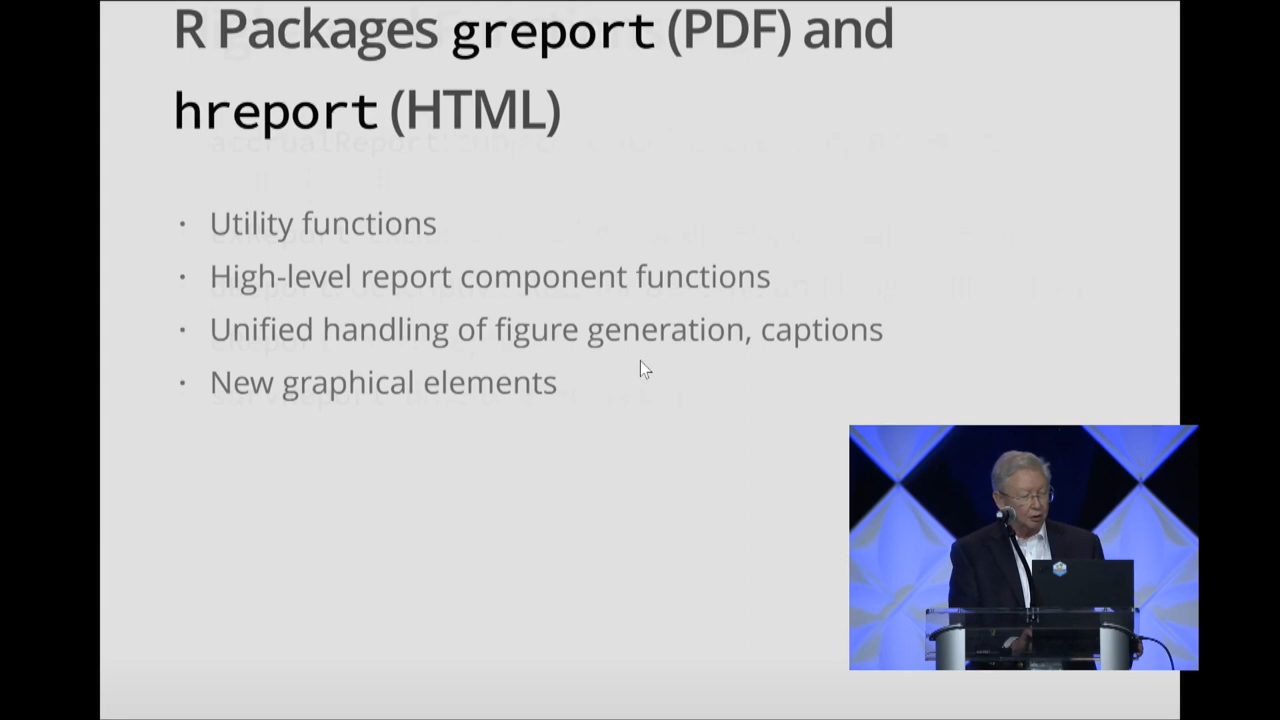 R Packages greport (PDF) and
hreport (HTML)
· Utility functions
· High-level report component functions
· Unified handling of figure generation, captions
· New graphical elements